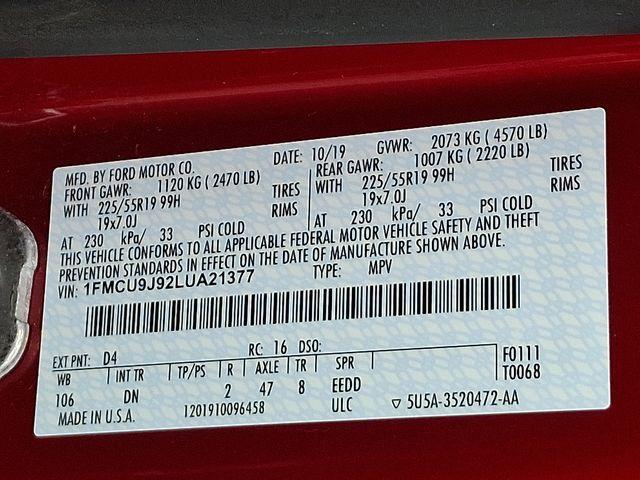 MFD. BY FORD MOTOR CO. DATE: 10/19 GVWR: 2073 KG ( 4570 LB)
FRONT GAWR: 1120 KG ( 2470 LB) REAR GAWR: 1007 KG ( 2220 LB)
WITH 225/55R19 99H TIRES WITH 225/55R19 99H TIRES
19x7.0J RIMS 19x7.0J RIMS
AT 230 kPa/ 33 PSI COLD AT 230 kPa/ 33 PSI COLD
THIS VEHICLE CONFORMS TO ALL APPLICABLE FEDERAL MOTOR VEHICLE SAFETY AND THEFT
PREVENTION STANDARDS IN EFFECT ON THE DATE OF MANUFACTURE SHOWN ABOVE.
VIN: 1FMCU9J92LUA21377 TYPE: MPV
EXT PNT: D4 RC: 16 DSO: F0111
WB INT TR TP/PS R AXLE TR SPR T0068
106 DN 2 47 8 EEDD
MADE IN U.S.A. 1201910096458 ULC ▽ 5U5A-3520472-AA